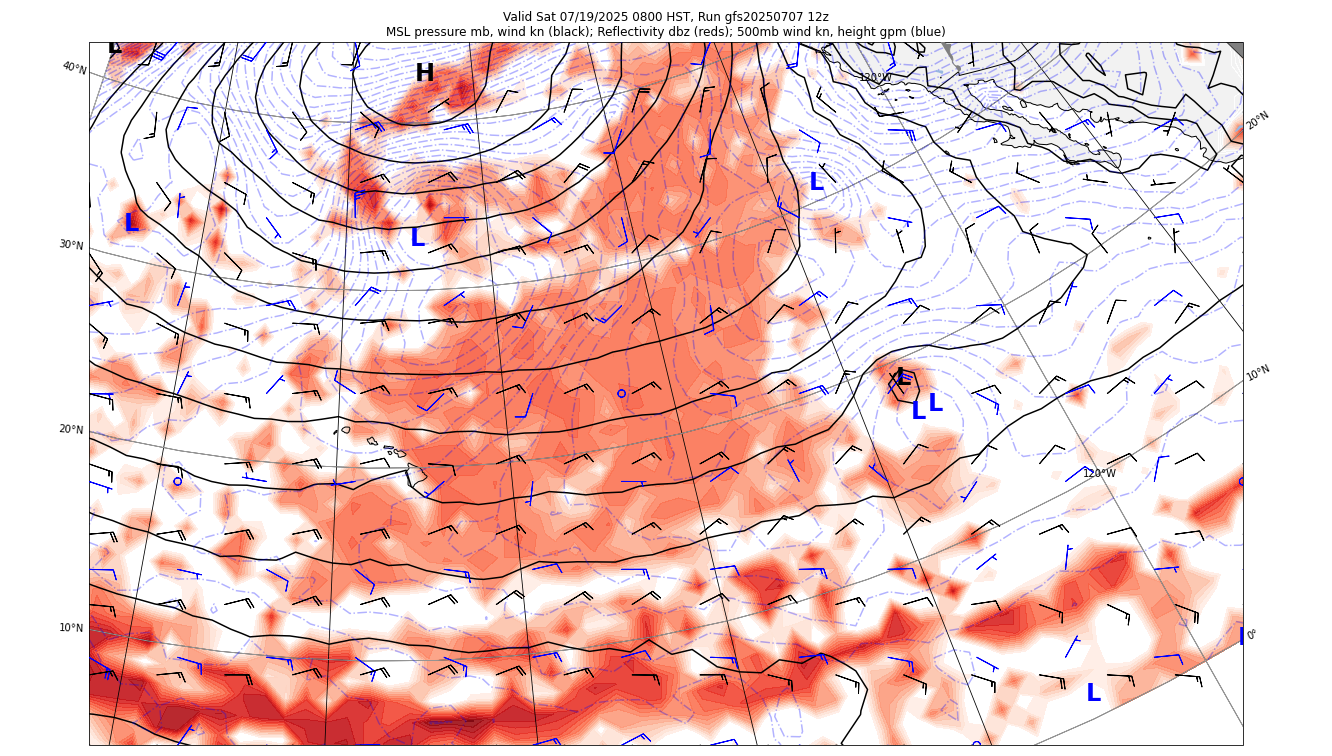 Valid Sat 07/19/2025 0800 HST, Run gfs20250707 12z
MSL pressure mb, wind kn (black); Reflectivity dbz (reds); 500mb wind kn, height gpm (blue)
L
H
40°N
120°W
20°N
L
L
L
30°N
L
10°N
L
L
20°N
120°W
10°N
0°
L
L